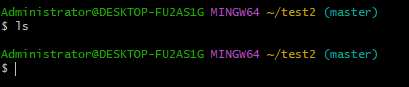 Administrator@DESKTOP-FU2AS1G MINGW64 ~/test2 (master)
$ ls
Administrator@DESKTOP-FU2AS1G MINGW64 ~/test2 (master)
$